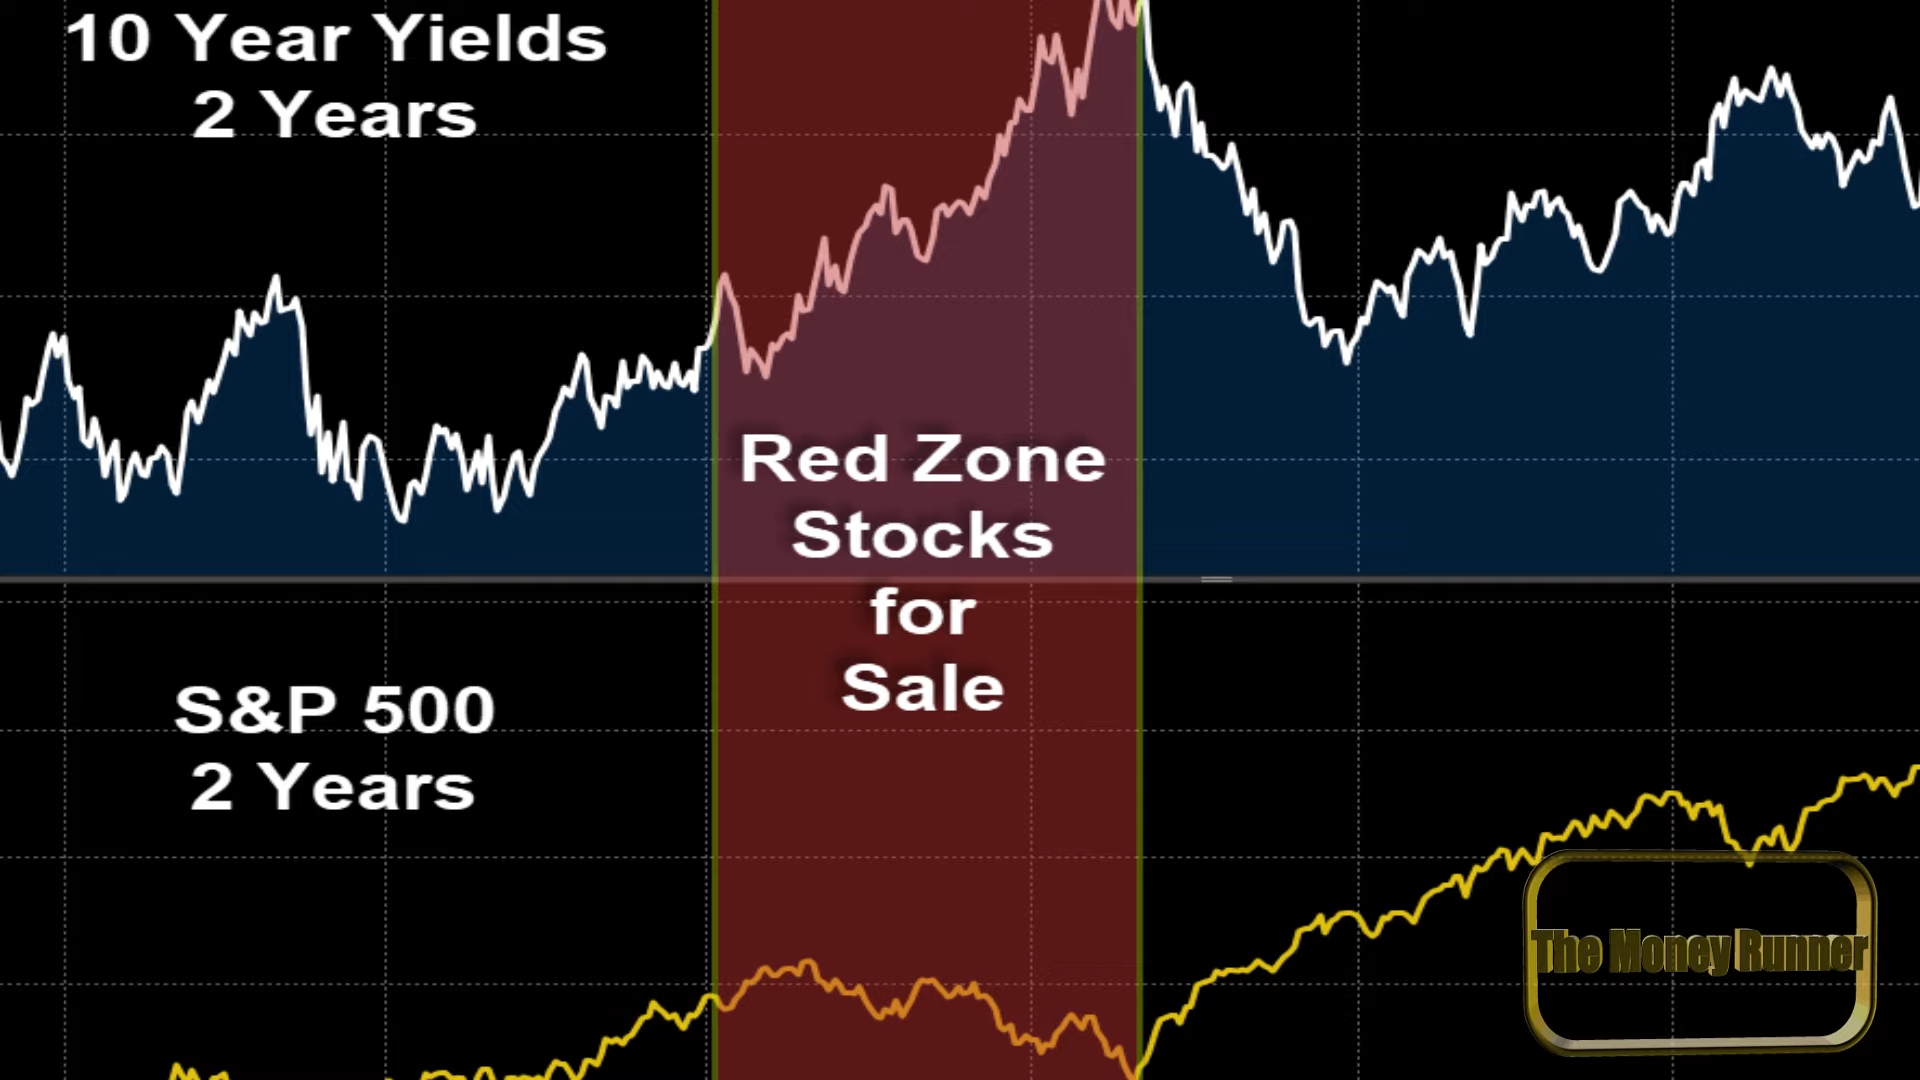 10 Year Yields
2 Years
Red Zone
Stocks
for
Sale
S&P 500
2 Years
The Money Runner